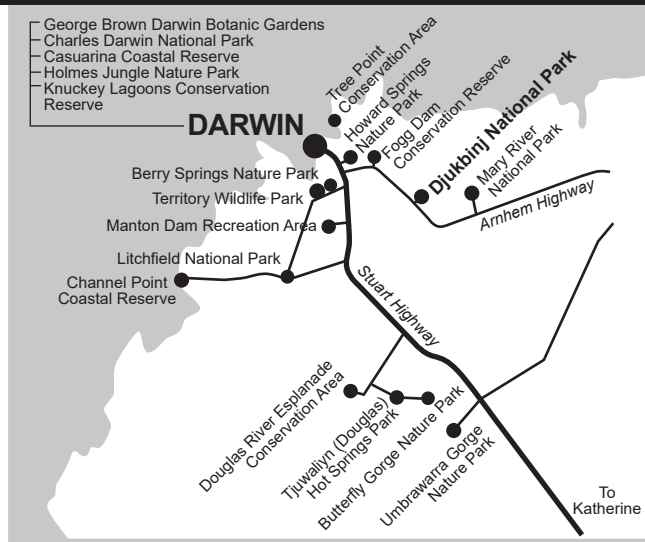 George Brown Darwin Botanic Gardens
Charles Darwin National Park
Casuarina Coastal Reserve
Holmes Jungle Nature Park
Knuckey Lagoons Conservation
Reserve
DARWIN
Tree Point
Conservation Area
Howard Springs
Nature Park
Fogg Dam
Conservation Reserve
Djukbinj National Park
Mary River
National Park
Arnhem Highway
Berry Springs Nature Park
Territory Wildlife Park
Manton Dam Recreation Area
Litchfield National Park
Channel Point
Coastal Reserve
Stuart Highway
Douglas River Esplanade
Conservation Area
Tjuwaliyn (Douglas)
Hot Springs Park
Butterfly Gorge Nature Park
Umbrawarra Gorge
Nature Park
To
Katherine